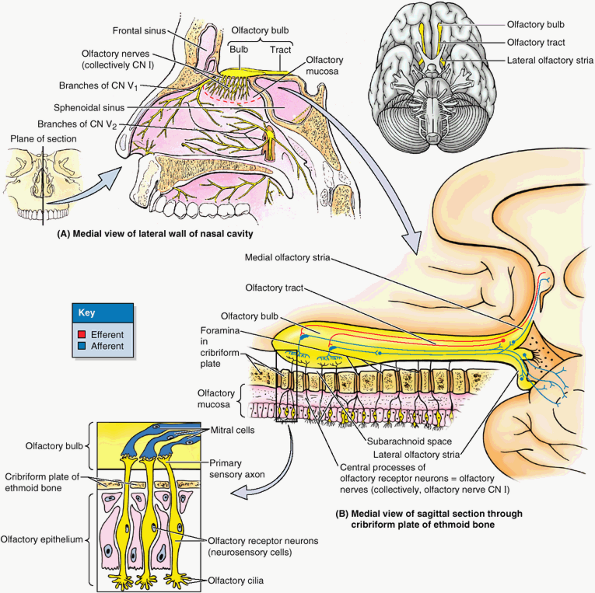 Frontal sinus
Olfactory bulb
Bulb
Tract
Olfactory nerves
(collectively CN I)
Olfactory
mucosa
Branches of CN V1
Sphenoidal sinus
Branches of CN V2
Plane of section
(A) Medial view of lateral wall of nasal cavity
Olfactory bulb
Olfactory tract
Lateral olfactory stria
Medial olfactory stria
Olfactory tract
Olfactory bulb
Foramina
in
cribriform
plate
Olfactory
mucosa
Key
Efferent
Afferent
Subarachnoid space
Lateral olfactory stria
Central processes of
olfactory receptor neurons = olfactory
nerves (collectively, olfactory nerve CN I)
(B) Medial view of sagittal section through
cribriform plate of ethmoid bone
Olfactory bulb
Mitral cells
Primary
sensory axon
Cribriform plate of
ethmoid bone
Olfactory epithelium
Olfactory receptor neurons
(neurosensory cells)
Olfactory cilia